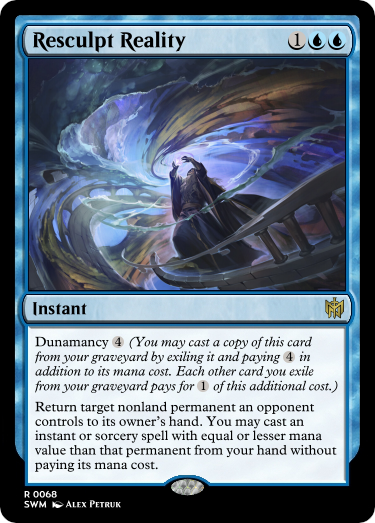 Resculpt Reality 1
Instant
Dunamancy 4 (You may cast a copy of this card
from your graveyard by exiling it and paying 4 in
addition to its mana cost. Each other card you exile
from your graveyard pays for 1 of this additional cost.)
Return target nonland permanent an opponent
controls to its owner's hand. You may cast an
instant or sorcery spell with equal or lesser mana
value than that permanent from your hand without
paying its mana cost.
R 0068
SWM Alex Petruk